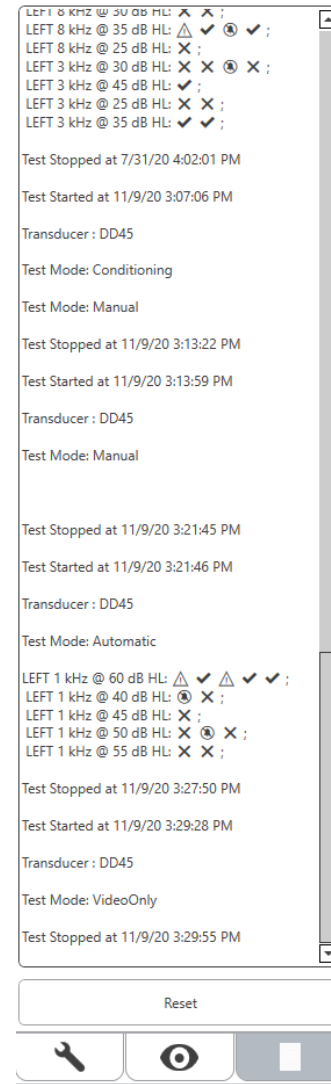 LEFT 8 kHz @ 30 dB HL: ✗ ✗ ;
LEFT 8 kHz @ 35 dB HL: ⚠ ✔ 🔕 ✔ ;
LEFT 8 kHz @ 25 dB HL: ✗ ;
LEFT 3 kHz @ 30 dB HL: ✗ ✗ 🔕 ✗ ;
LEFT 3 kHz @ 45 dB HL: ✔ ;
LEFT 3 kHz @ 25 dB HL: ✗ ✗ ;
LEFT 3 kHz @ 35 dB HL: ✔ ✔ ;
Test Stopped at 7/31/20 4:02:01 PM
Test Started at 11/9/20 3:07:06 PM
Transducer : DD45
Test Mode: Conditioning
Test Mode: Manual
Test Stopped at 11/9/20 3:13:22 PM
Test Started at 11/9/20 3:13:59 PM
Transducer : DD45
Test Mode: Manual
Test Stopped at 11/9/20 3:21:45 PM
Test Started at 11/9/20 3:21:46 PM
Transducer : DD45
Test Mode: Automatic
LEFT 1 kHz @ 60 dB HL: ⚠ ✔ ⚠ ✔ ✔ ;
LEFT 1 kHz @ 40 dB HL: 🔕 ✗ ;
LEFT 1 kHz @ 45 dB HL: ✗ ;
LEFT 1 kHz @ 50 dB HL: ✗ 🔕 ✗ ;
LEFT 1 kHz @ 55 dB HL: ✗ ✗ ;
Test Stopped at 11/9/20 3:27:50 PM
Test Started at 11/9/20 3:29:28 PM
Transducer : DD45
Test Mode: VideoOnly
Test Stopped at 11/9/20 3:29:55 PM
Reset